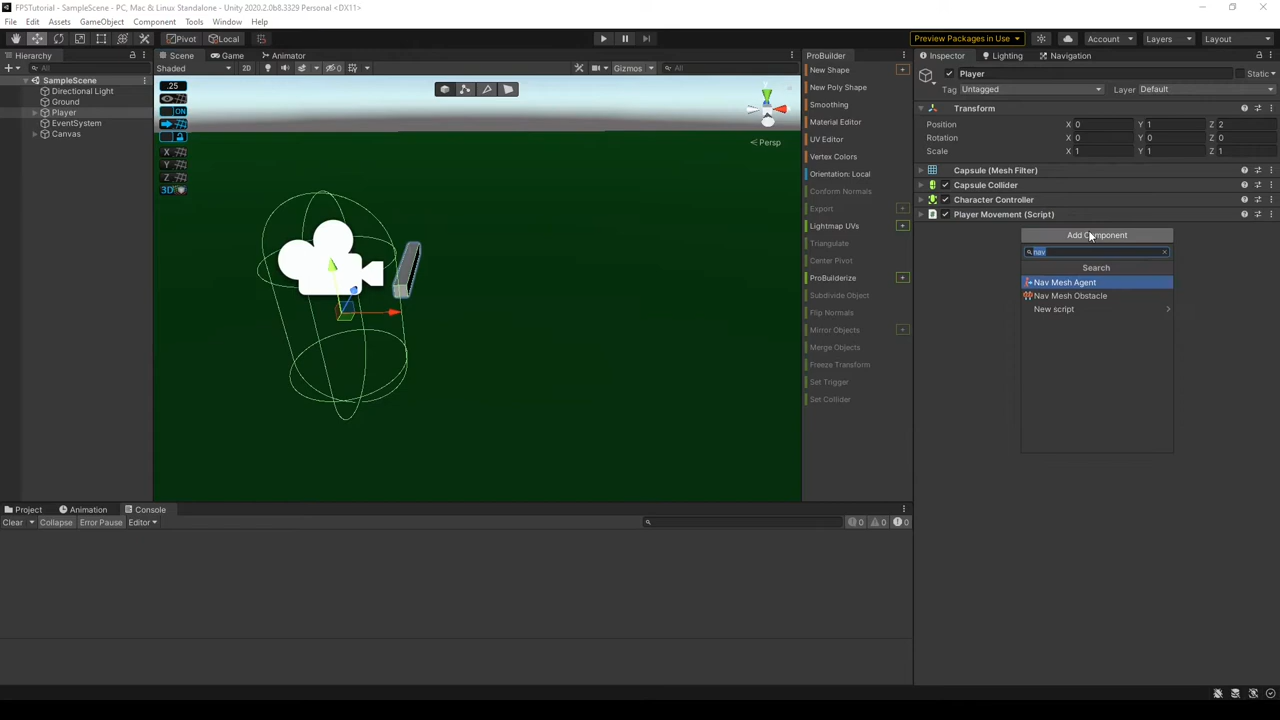 FPSTutorial - SampleScene - PC, Mac & Linux Standalone - Unity 2020.2.0b8.3329 Personal <DX11>
File Edit Assets GameObject Component Tools Window Help
Pivot Local Preview Packages in Use Account Layers Layout
Hierarchy
All
SampleScene
Directional Light
Ground
Player
EventSystem
Canvas
Scene Game Animator
Shaded 2D 0 Gizmos All
.25
ON
X
Y
Z
3D
y
Persp
ProBuilder
New Shape
New Poly Shape
Smoothing
Material Editor
UV Editor
Vertex Colors
Orientation: Local
Conform Normals
Export
Lightmap UVs
Triangulate
Center Pivot
ProBuilderize
Subdivide Object
Flip Normals
Mirror Objects
Merge Objects
Freeze Transform
Set Trigger
Set Collider
Inspector Lighting Navigation
Player Static
Tag Untagged Layer Default
Transform
Position X 0 Y 1 Z 2
Rotation X 0 Y 0 Z 0
Scale X 1 Y 1 Z 1
Capsule (Mesh Filter)
Capsule Collider
Character Controller
Player Movement (Script)
Add Component
nav
Search
Nav Mesh Agent
Nav Mesh Obstacle
New script
Project Animation Console
Clear Collapse Error Pause Editor 0 0 0